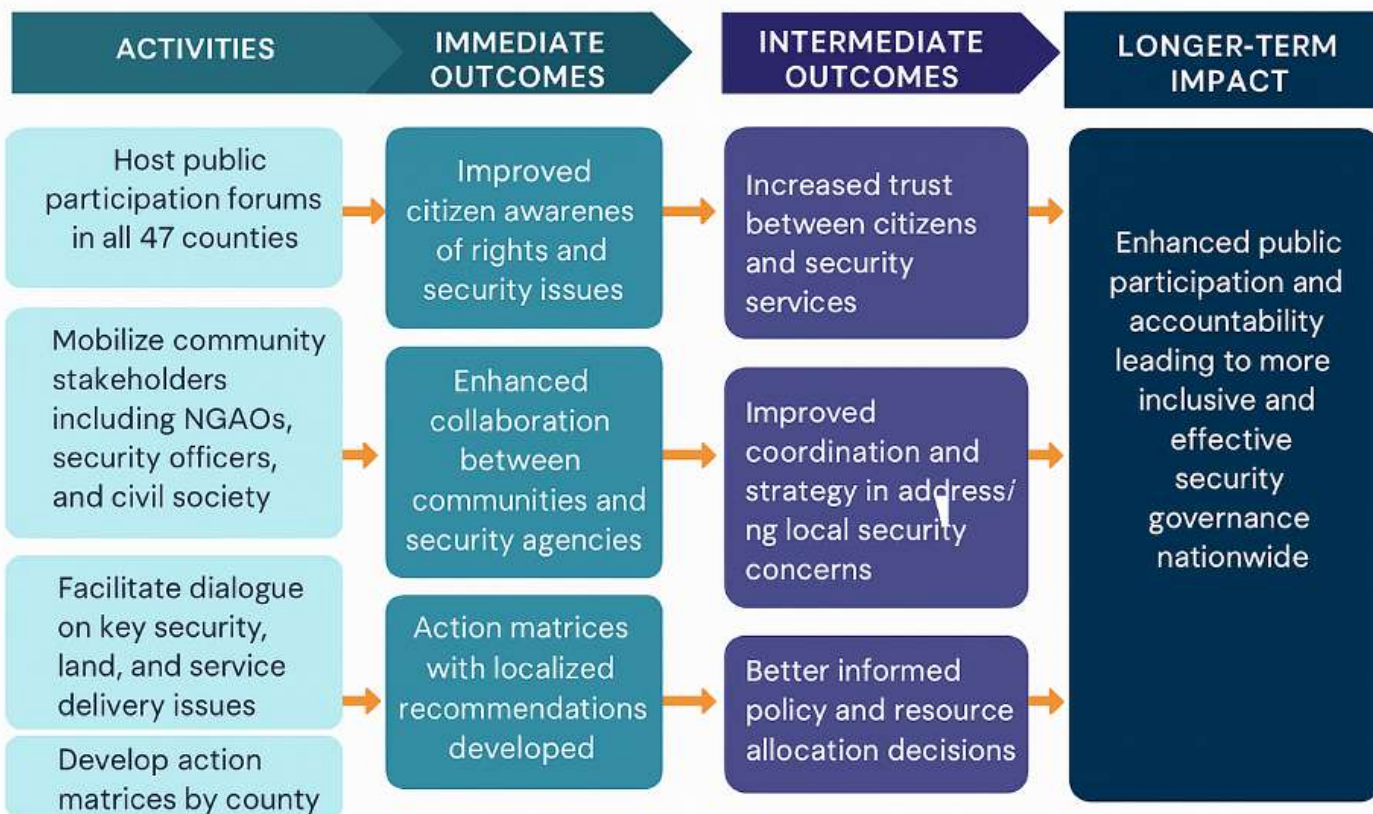 ACTIVITIES
IMMEDIATE
OUTCOMES
INTERMEDIATE
OUTCOMES
LONGER-TERM
IMPACT
Host public
participation forums
in all 47 counties
Mobilize community
stakeholders
including NGAOs,
security officers,
and civil society
Facilitate dialogue
on key security,
land, and service
delivery issues
Develop action
matrices by county
Improved
citizen awarenes
of rights and
security issues
Enhanced
collaboration
between
communities and
security agencies
Action matrices
with localized
recommendations
developed
Increased trust
between citizens
and security
services
Improved
coordination and
strategy in address/
ng local security
concerns
Better informed
policy and resource
allocation decisions
Enhanced public
participation and
accountability
leading to more
inclusive and
effective
security
governance
nationwide